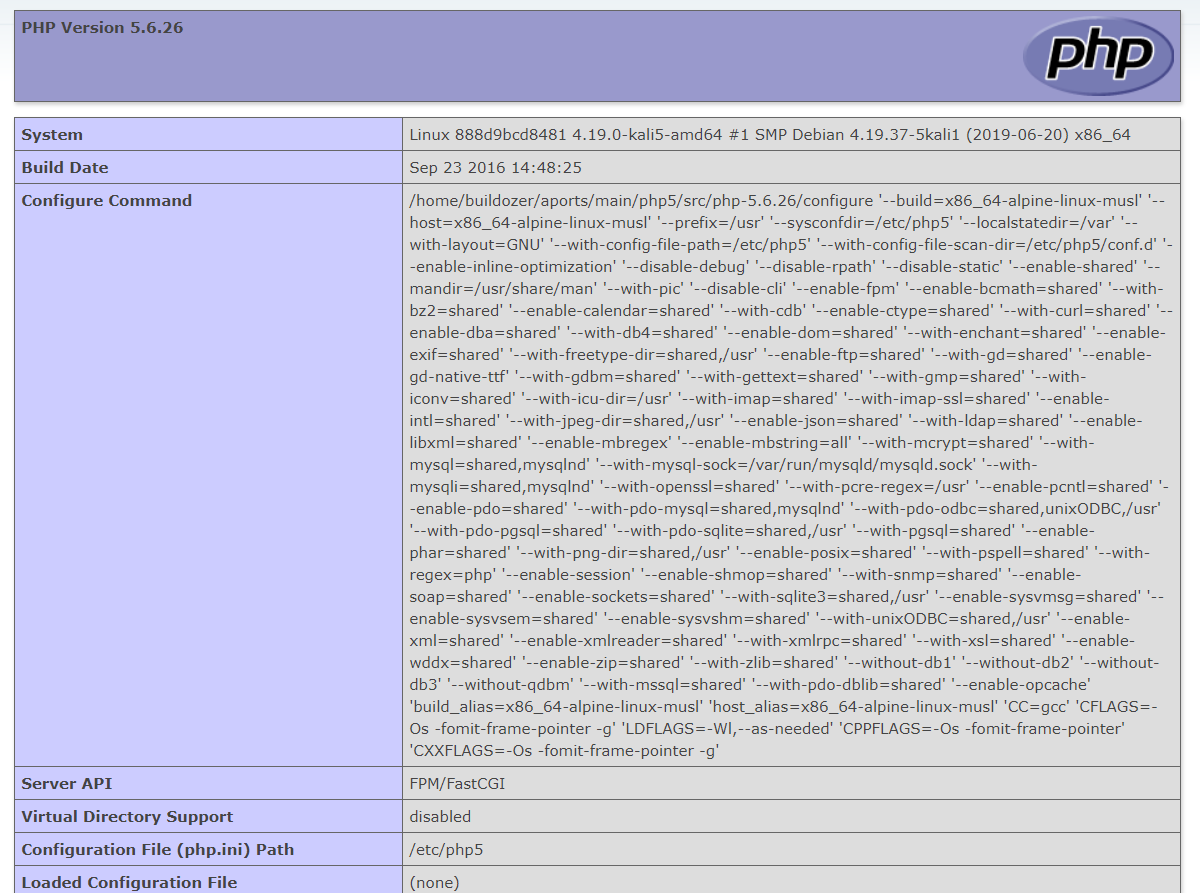 PHP Version 5.6.26
php
System
Linux 888d9bcd8481 4.19.0-kali5-amd64 #1 SMP Debian 4.19.37-5kali1 (2019-06-20) x86_64
Build Date
Sep 23 2016 14:48:25
Configure Command
/home/buildozer/aports/main/php5/src/php-5.6.26/configure '--build=x86_64-alpine-linux-musl' '--
host=x86_64-alpine-linux-musl' '--prefix=/usr' '--sysconfdir=/etc/php5' '--localstatedir=/var' '--
with-layout=GNU' '--with-config-file-path=/etc/php5' '--with-config-file-scan-dir=/etc/php5/conf.d' '-
-enable-inline-optimization' '--disable-debug' '--disable-rpath' '--disable-static' '--enable-shared' '--
mandir=/usr/share/man' '--with-pic' '--disable-cli' '--enable-fpm' '--enable-bcmath=shared' '--with-
bz2=shared' '--enable-calendar=shared' '--with-cdb' '--enable-ctype=shared' '--with-curl=shared' '--
enable-dba=shared' '--with-db4=shared' '--enable-dom=shared' '--with-enchant=shared' '--enable-
exif=shared' '--with-freetype-dir=shared,/usr' '--enable-ftp=shared' '--with-gd=shared' '--enable-
gd-native-ttf' '--with-gdbm=shared' '--with-gettext=shared' '--with-gmp=shared' '--with-
iconv=shared' '--with-icu-dir=/usr' '--with-imap=shared' '--with-imap-ssl=shared' '--enable-
intl=shared' '--with-jpeg-dir=shared,/usr' '--enable-json=shared' '--with-ldap=shared' '--enable-
libxml=shared' '--enable-mbregex' '--enable-mbstring=all' '--with-mcrypt=shared' '--with-
mysql=shared,mysqlnd' '--with-mysql-sock=/var/run/mysqld/mysqld.sock' '--with-
mysqli=shared,mysqlnd' '--with-openssl=shared' '--with-pcre-regex=/usr' '--enable-pcntl=shared' '-
-enable-pdo=shared' '--with-pdo-mysql=shared,mysqlnd' '--with-pdo-odbc=shared,unixODBC,/usr'
'--with-pdo-pgsql=shared' '--with-pdo-sqlite=shared,/usr' '--with-pgsql=shared' '--enable-
phar=shared' '--with-png-dir=shared,/usr' '--enable-posix=shared' '--with-pspell=shared' '--with-
regex=php' '--enable-session' '--enable-shmop=shared' '--with-snmp=shared' '--enable-
soap=shared' '--enable-sockets=shared' '--with-sqlite3=shared,/usr' '--enable-sysvmsg=shared' '--
enable-sysvsem=shared' '--enable-sysvshm=shared' '--with-unixODBC=shared,/usr' '--enable-
xml=shared' '--enable-xmlreader=shared' '--with-xmlrpc=shared' '--with-xsl=shared' '--enable-
wddx=shared' '--enable-zip=shared' '--with-zlib=shared' '--without-db1' '--without-db2' '--without-
db3' '--without-qdbm' '--with-mssql=shared' '--with-pdo-dblib=shared' '--enable-opcache'
'build_alias=x86_64-alpine-linux-musl' 'host_alias=x86_64-alpine-linux-musl' 'CC=gcc' 'CFLAGS=-
Os -fomit-frame-pointer -g' 'LDFLAGS=-Wl,--as-needed' 'CPPFLAGS=-Os -fomit-frame-pointer'
'CXXFLAGS=-Os -fomit-frame-pointer -g'
Server API
FPM/FastCGI
Virtual Directory Support
disabled
Configuration File (php.ini) Path
/etc/php5
Loaded Configuration File
(none)